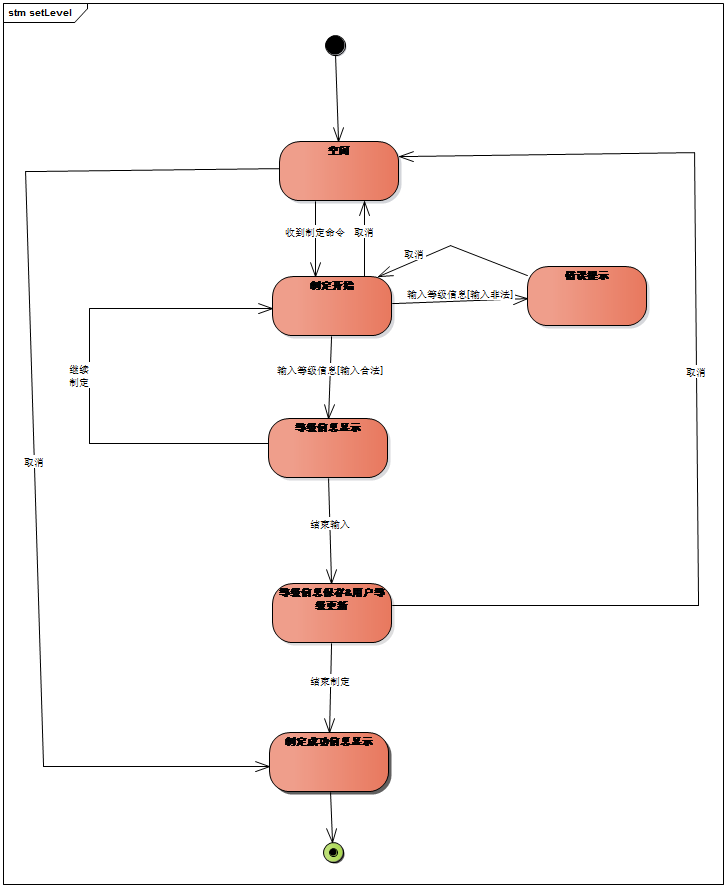 stm setLevel
空闲
收到制定命令
取消
取消
制定开始
错误提示
输入等级信息[输入非法]
继续
制定
输入等级信息[输入合法]
取消
等级信息显示
取消
结束输入
等级信息保存&用户等
级更新
结束制定
制定成功信息显示